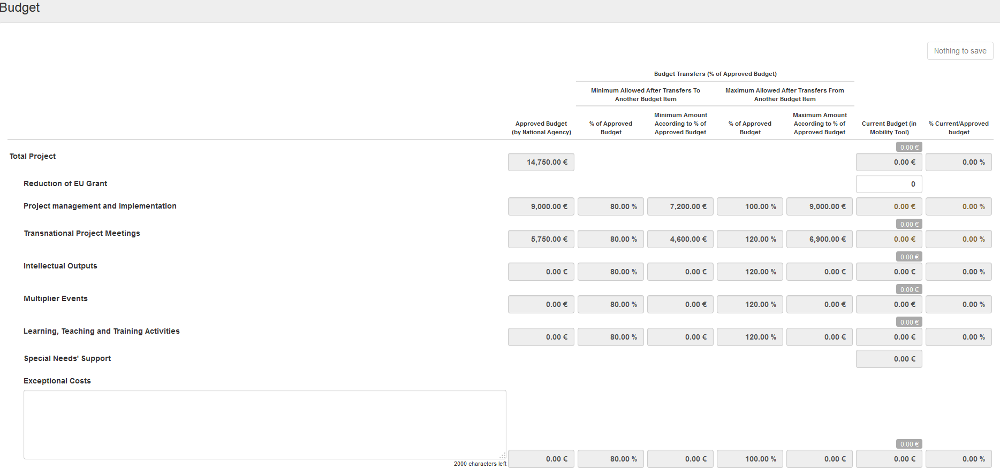 Budget
Nothing to save
Budget Transfers (% of Approved Budget)
Minimum Allowed After Transfers To Another Budget Item
Maximum Allowed After Transfers From Another Budget Item
Approved Budget (by National Agency)
% of Approved Budget
Minimum Amount According to % of Approved Budget
% of Approved Budget
Maximum Amount According to % of Approved Budget
Current Budget (in Mobility Tool)
% Current/Approved budget
0.00 €
Total Project 14,750.00 € 0.00 € 0.00 %
Reduction of EU Grant 0
Project management and implementation 9,000.00 € 80.00 % 7,200.00 € 100.00 % 9,000.00 € 0.00 € 0.00 %
0.00 €
Transnational Project Meetings 5,750.00 € 80.00 % 4,600.00 € 120.00 % 6,900.00 € 0.00 € 0.00 %
0.00 €
Intellectual Outputs 0.00 € 80.00 % 0.00 € 120.00 % 0.00 € 0.00 € 0.00 %
0.00 €
Multiplier Events 0.00 € 80.00 % 0.00 € 120.00 % 0.00 € 0.00 € 0.00 %
0.00 €
Learning, Teaching and Training Activities 0.00 € 80.00 % 0.00 € 120.00 % 0.00 € 0.00 € 0.00 %
Special Needs' Support 0.00 €
Exceptional Costs
0.00 €
0.00 € 80.00 % 0.00 € 100.00 % 0.00 € 0.00 € 0.00 %
2000 characters left